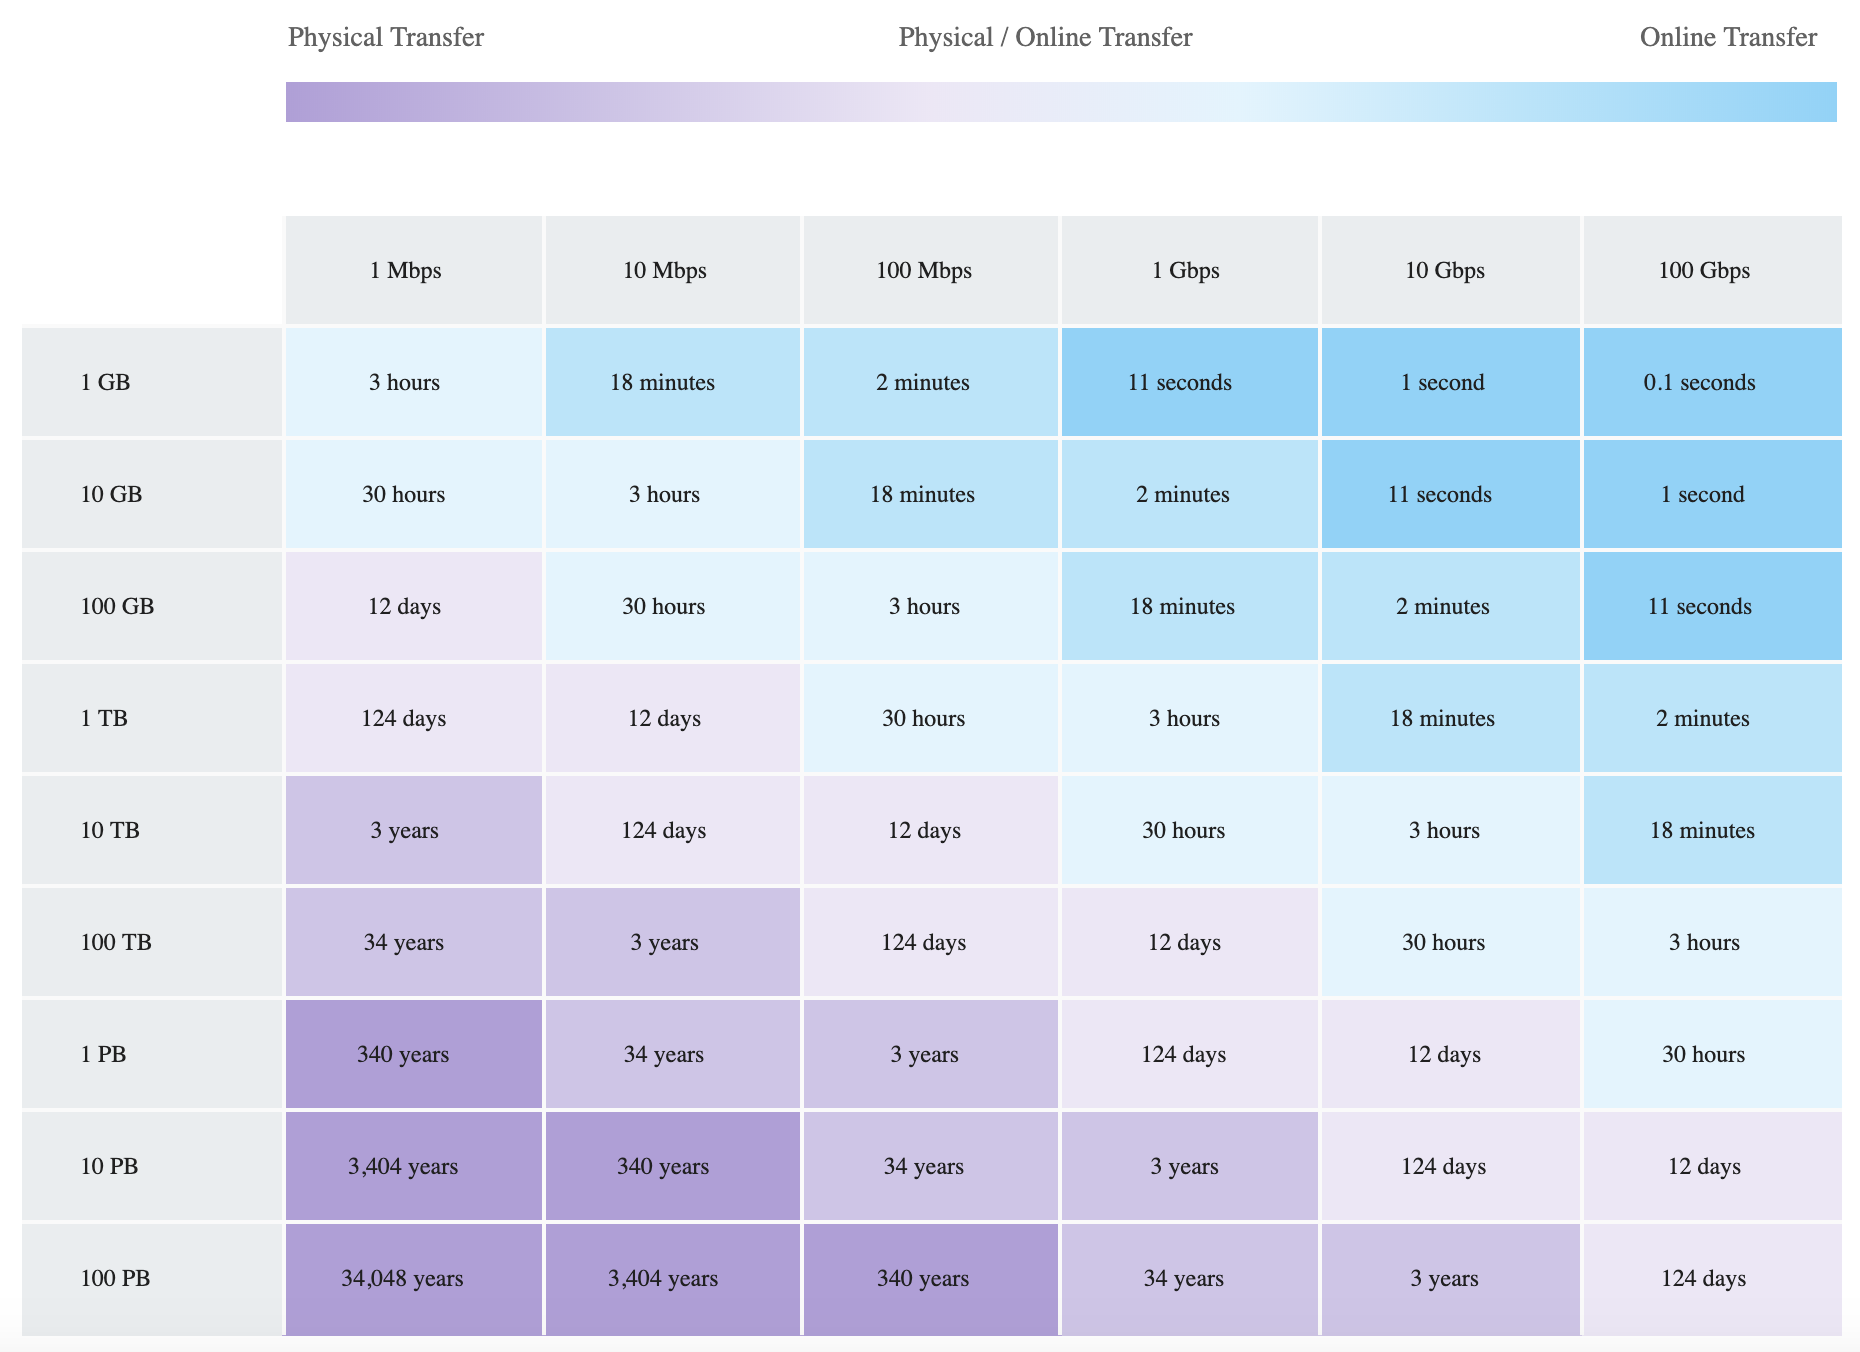 Physical Transfer Physical / Online Transfer Online Transfer
1 Mbps 10 Mbps 100 Mbps 1 Gbps 10 Gbps 100 Gbps
1 GB 3 hours 18 minutes 2 minutes 11 seconds 1 second 0.1 seconds
10 GB 30 hours 3 hours 18 minutes 2 minutes 11 seconds 1 second
100 GB 12 days 30 hours 3 hours 18 minutes 2 minutes 11 seconds
1 TB 124 days 12 days 30 hours 3 hours 18 minutes 2 minutes
10 TB 3 years 124 days 12 days 30 hours 3 hours 18 minutes
100 TB 34 years 3 years 124 days 12 days 30 hours 3 hours
1 PB 340 years 34 years 3 years 124 days 12 days 30 hours
10 PB 3,404 years 340 years 34 years 3 years 124 days 12 days
100 PB 34,048 years 3,404 years 340 years 34 years 3 years 124 days